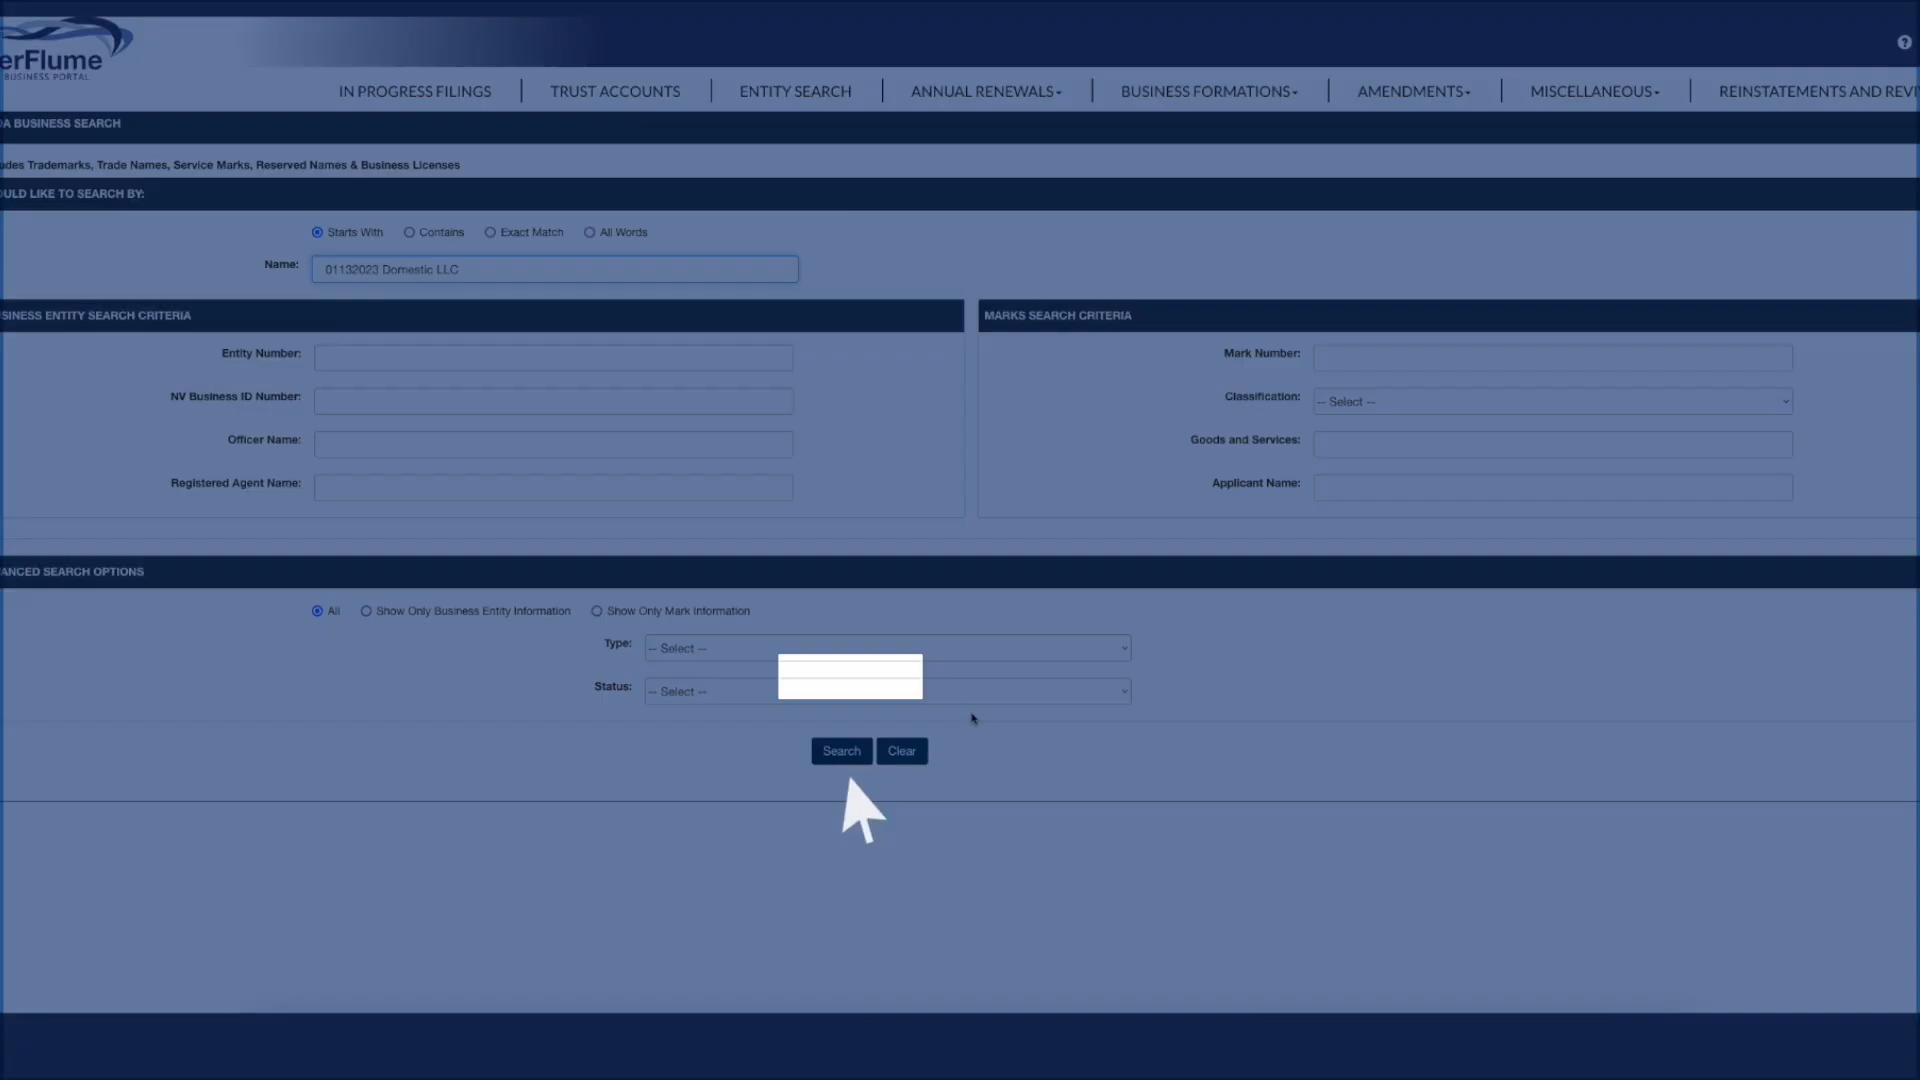 erFlume
BUSINESS PORTAL
IN PROGRESS FILINGS
TRUST ACCOUNTS
ENTITY SEARCH
ANNUAL RENEWALS
BUSINESS FORMATIONS
AMENDMENTS
MISCELLANEOUS
REINSTATEMENTS AND REVI
DA BUSINESS SEARCH
udes Trademarks, Trade Names, Service Marks, Reserved Names & Business Licenses
OULD LIKE TO SEARCH BY:
Starts With
Contains
Exact Match
All Words
Name:
01132023 Domestic LLC
SINESS ENTITY SEARCH CRITERIA
Entity Number:
NV Business ID Number:
Officer Name:
Registered Agent Name:
MARKS SEARCH CRITERIA
Mark Number:
Classification:
-- Select --
Goods and Services:
Applicant Name:
ANCED SEARCH OPTIONS
All
Show Only Business Entity Information
Show Only Mark Information
Type:
-- Select --
Status:
-- Select --
Search
Clear